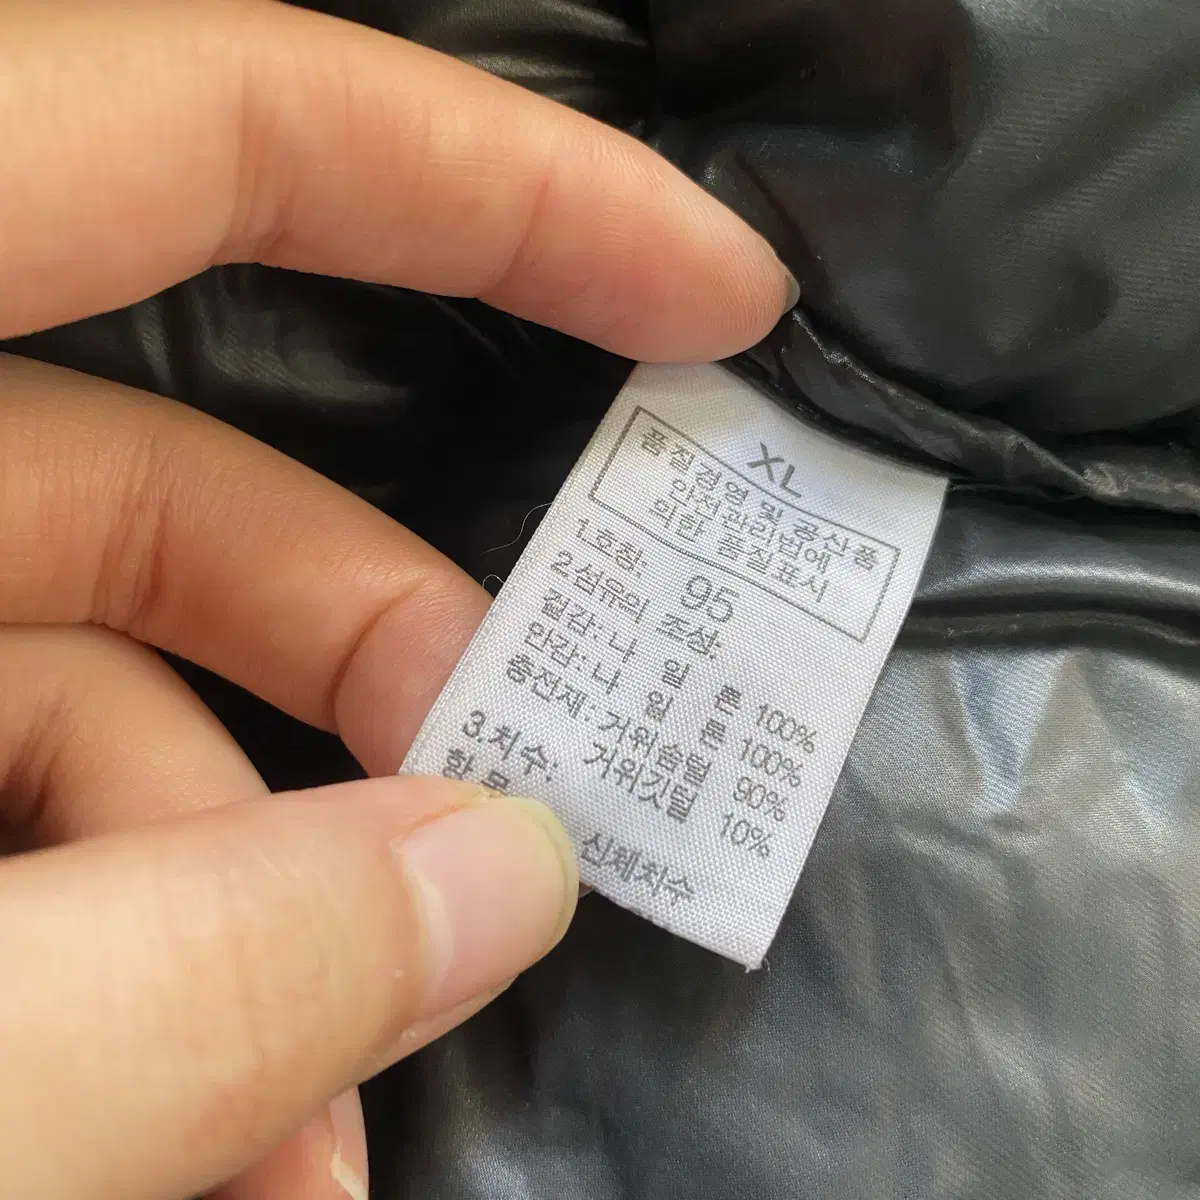 XL
품질경영 및 공산품
안전관리법에
의한 품질표시
1.호칭: 95
2.섬유의 조성:
겉감: 나 일 론 100%
안감: 나 일 론 100%
충전재: 거위솜털 90%
거위깃털 10%
3.치수:
항목 신체치수